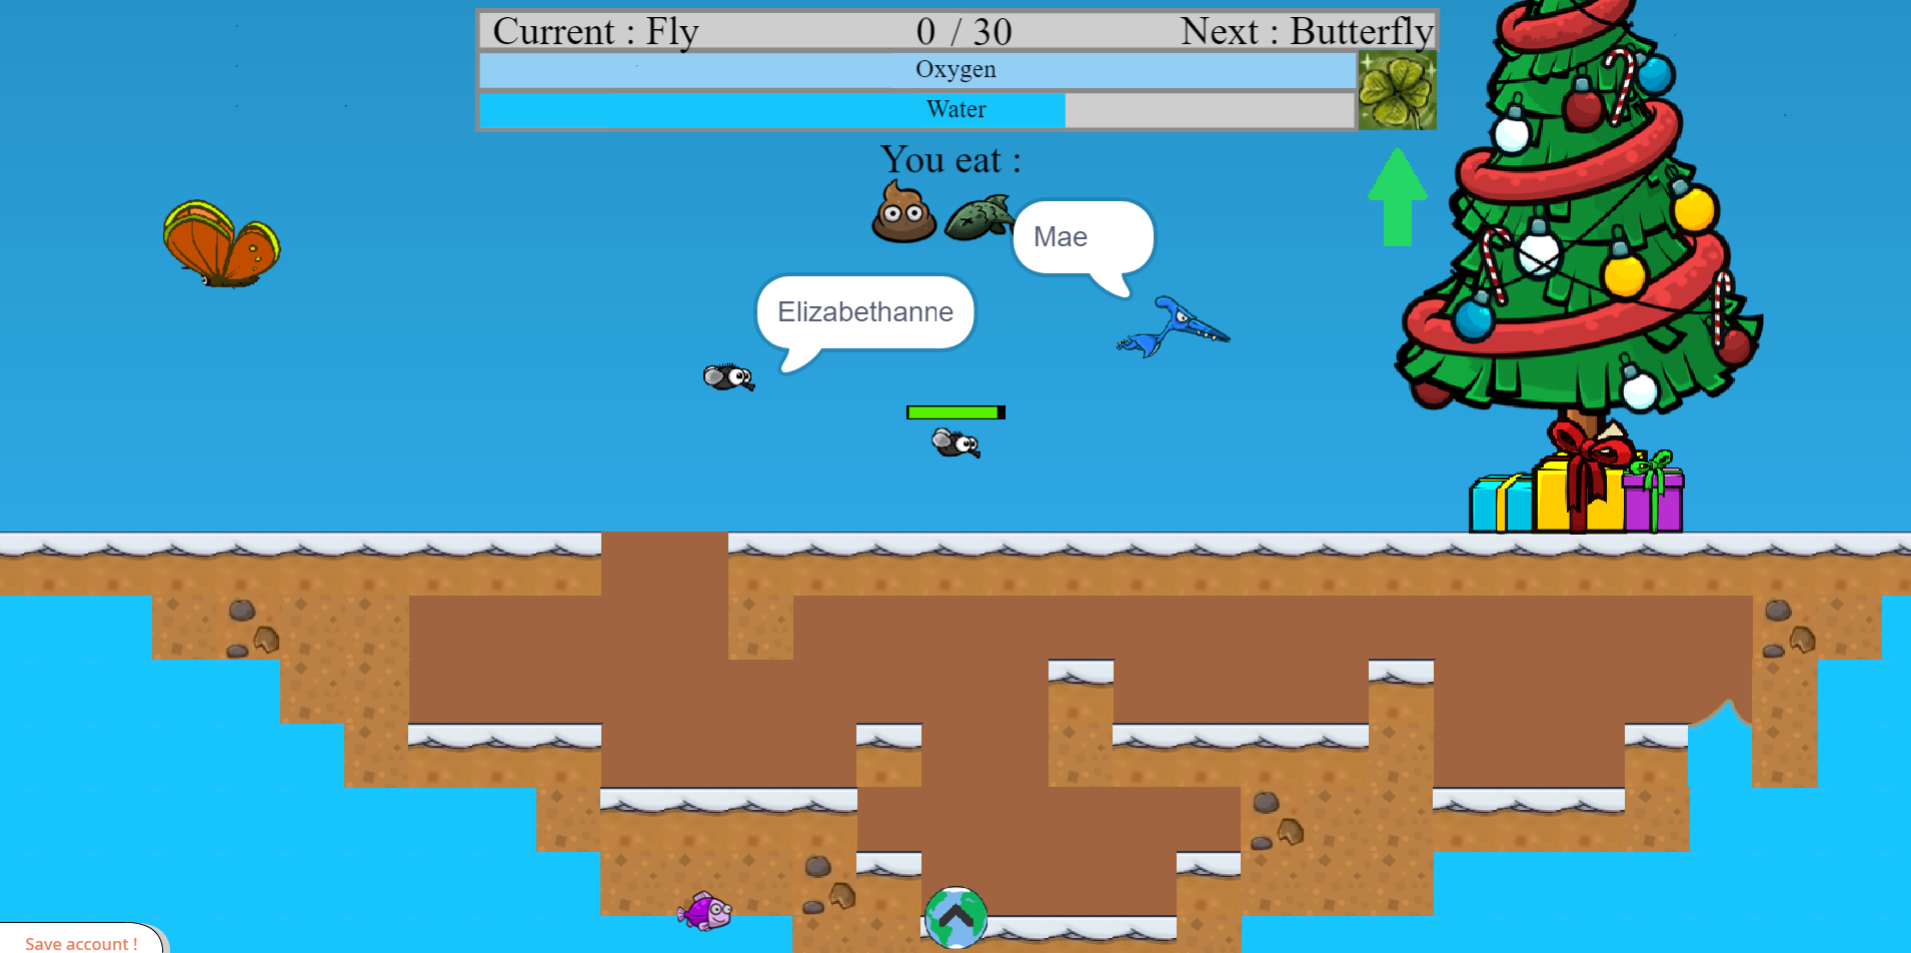 Current : Fly 0 / 30 Next : Butterfly
Oxygen
Water
You eat :
Mae
Elizabethanne
Save account !